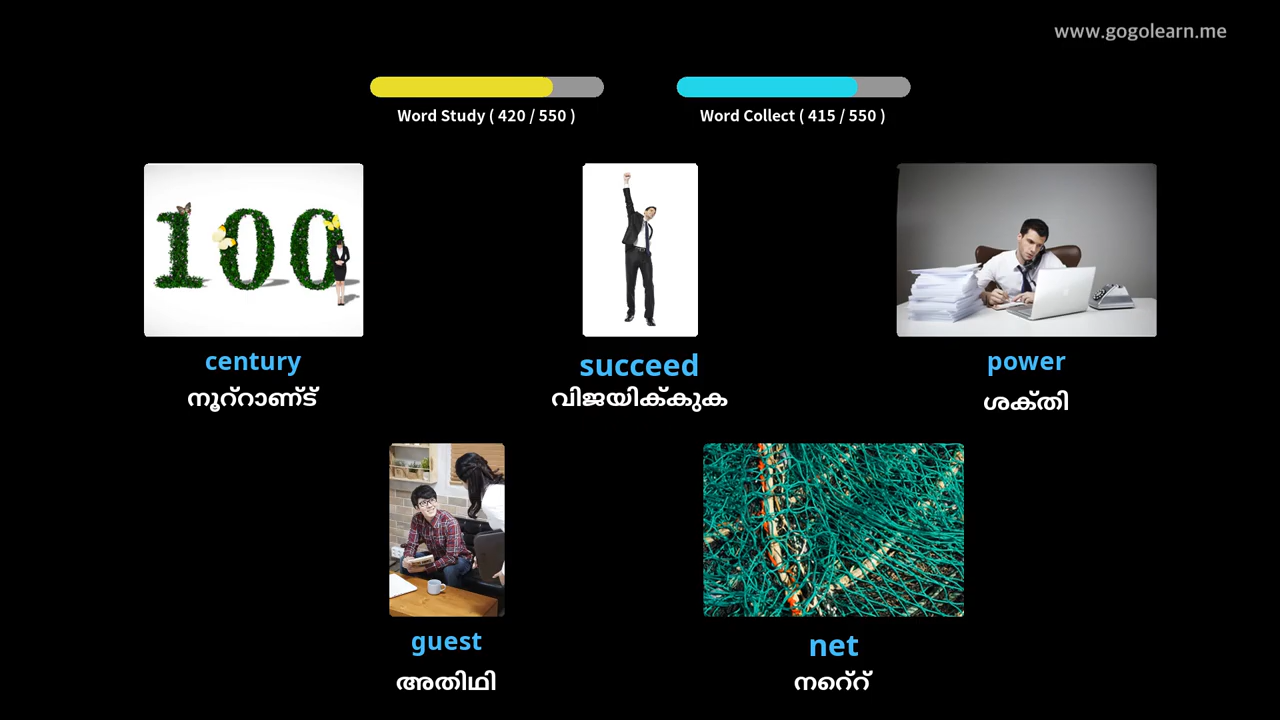 www.gogolearn.me
Word Study ( 420 / 550 )
Word Collect ( 415 / 550 )
100
century
നൂറ്റാണ്ട്
succeed
വിജയിക്കുക
power
ശക്തി
guest
അതിഥി
net
നെറ്റ്